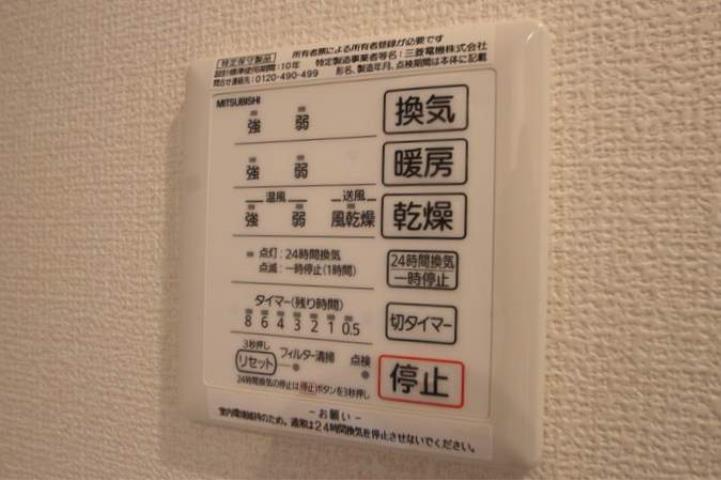 所有者票による所有者登録が必要です
特定保守製品
設計標準使用期間:10年 特定製造事業者等名:三菱電機株式会社
問合せ連絡先:0120-490-499 形名、製造年月、点検期間は本体に記載
MITSUBISHI
強 弱 換気
強 弱 暖房
温風 送風
強 弱 風乾燥 乾燥
点灯:24時間換気
点滅:一時停止(1時間)
24時間換気
一時停止
タイマー(残り時間)
8 6 4 3 2 1 0.5
切タイマー
3秒押し
リセット フィルター清掃 点検
停止
24時間換気の停止は停止ボタンを3秒押し
-お願い-
室内環境維持のため、通常は24時間換気を停止させないでください。